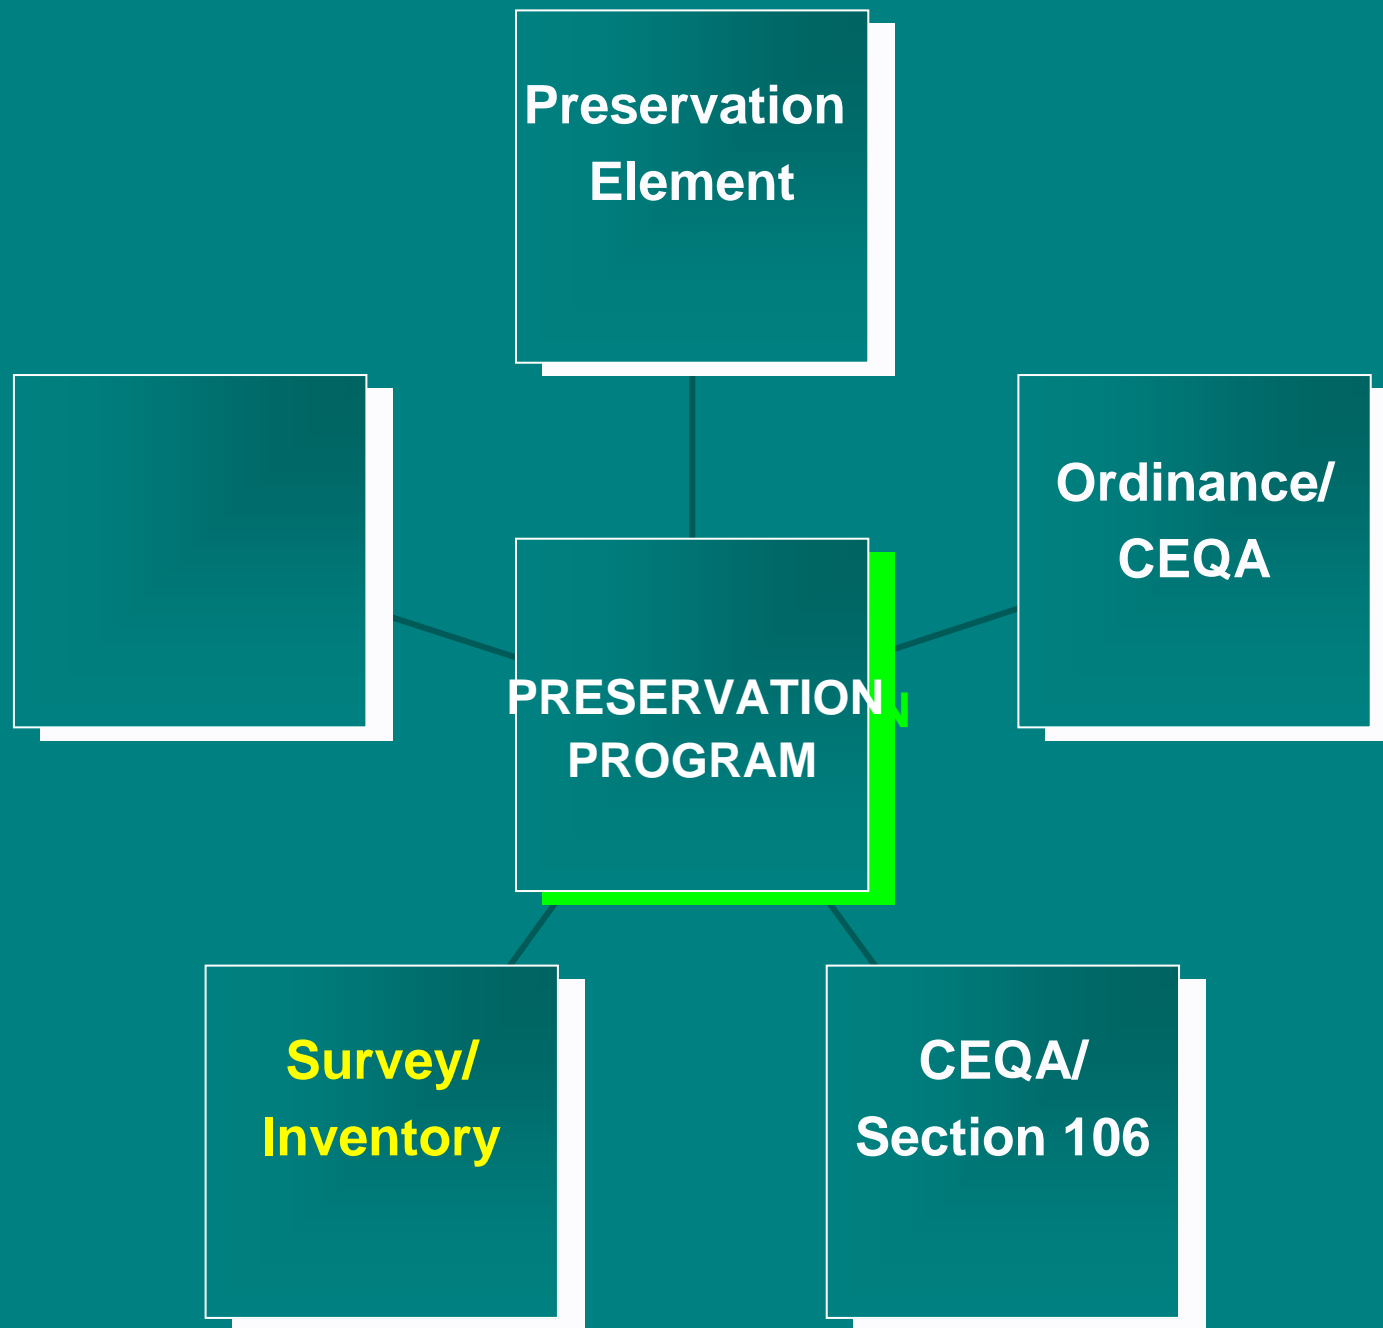 Preservation
Element
Ordinance/
CEQA
PRESERVATION
PROGRAM
Survey/
Inventory
CEQA/
Section 106